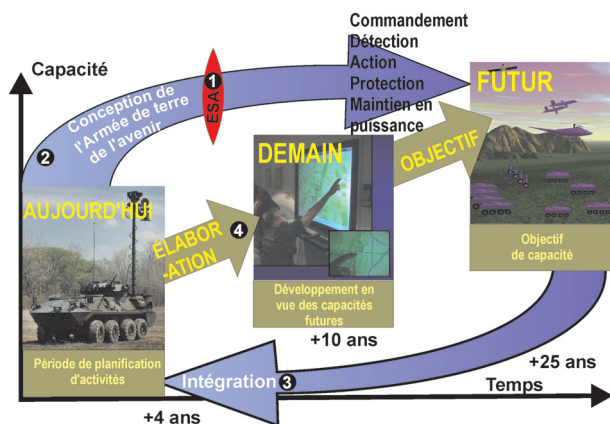 Capacité
Commandement
Détection
Action
Protection
Maintien en
puissance
1
ESA
2
Conception de
l'Armée de terre
de l'avenir
AUJOURD'HUI
Période de planification
d'activités
ÉLABOR
-ATION
4
DEMAIN
Développement en
vue des capacités
futures
OBJECTIF
FUTUR
Objectif
de capacité
+10 ans
+25 ans
Intégration 3
Temps
+4 ans